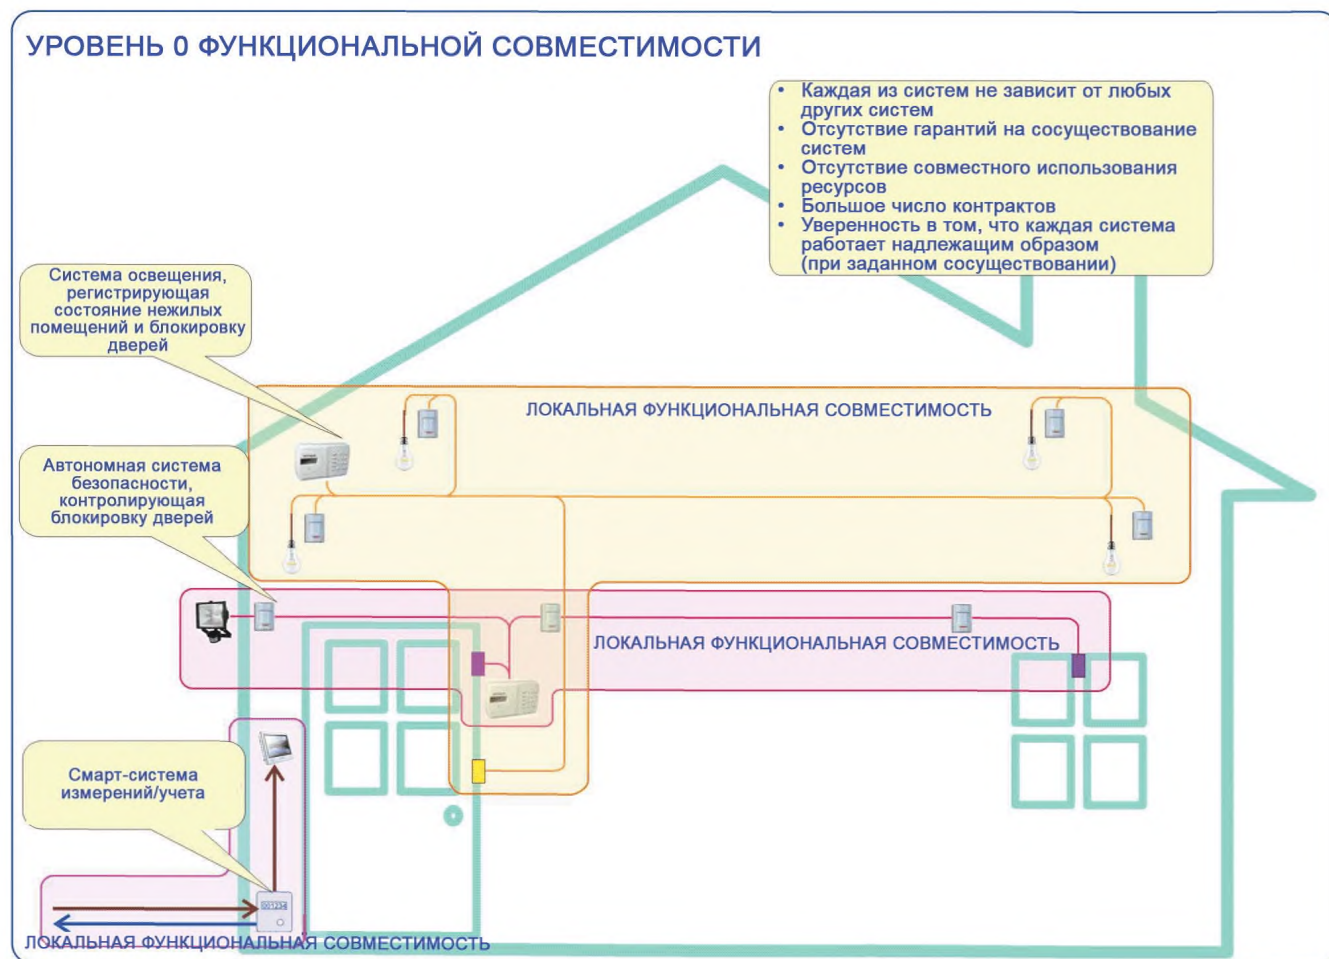 УРОВЕНЬ 0 ФУНКЦИОНАЛЬНОЙ СОВМЕСТИМОСТИ
• Каждая из систем не зависит от любых
других систем
• Отсутствие гарантий на сосуществование
систем
• Отсутствие совместного использования
ресурсов
• Большое число контрактов
• Уверенность в том, что каждая система
работает надлежащим образом
(при заданном сосуществовании)
Система освещения,
регистрирующая
состояние нежилых
помещений и блокировку
дверей
ЛОКАЛЬНАЯ ФУНКЦИОНАЛЬНАЯ СОВМЕСТИМОСТЬ
Автономная система
безопасности,
контролирующая
блокировку дверей
ЛОКАЛЬНАЯ ФУНКЦИОНАЛЬНАЯ СОВМЕСТИМОСТЬ
Смарт-система
измерений/учета
001234
ЛОКАЛЬНАЯ ФУНКЦИОНАЛЬНАЯ СОВМЕСТИМОСТЬ